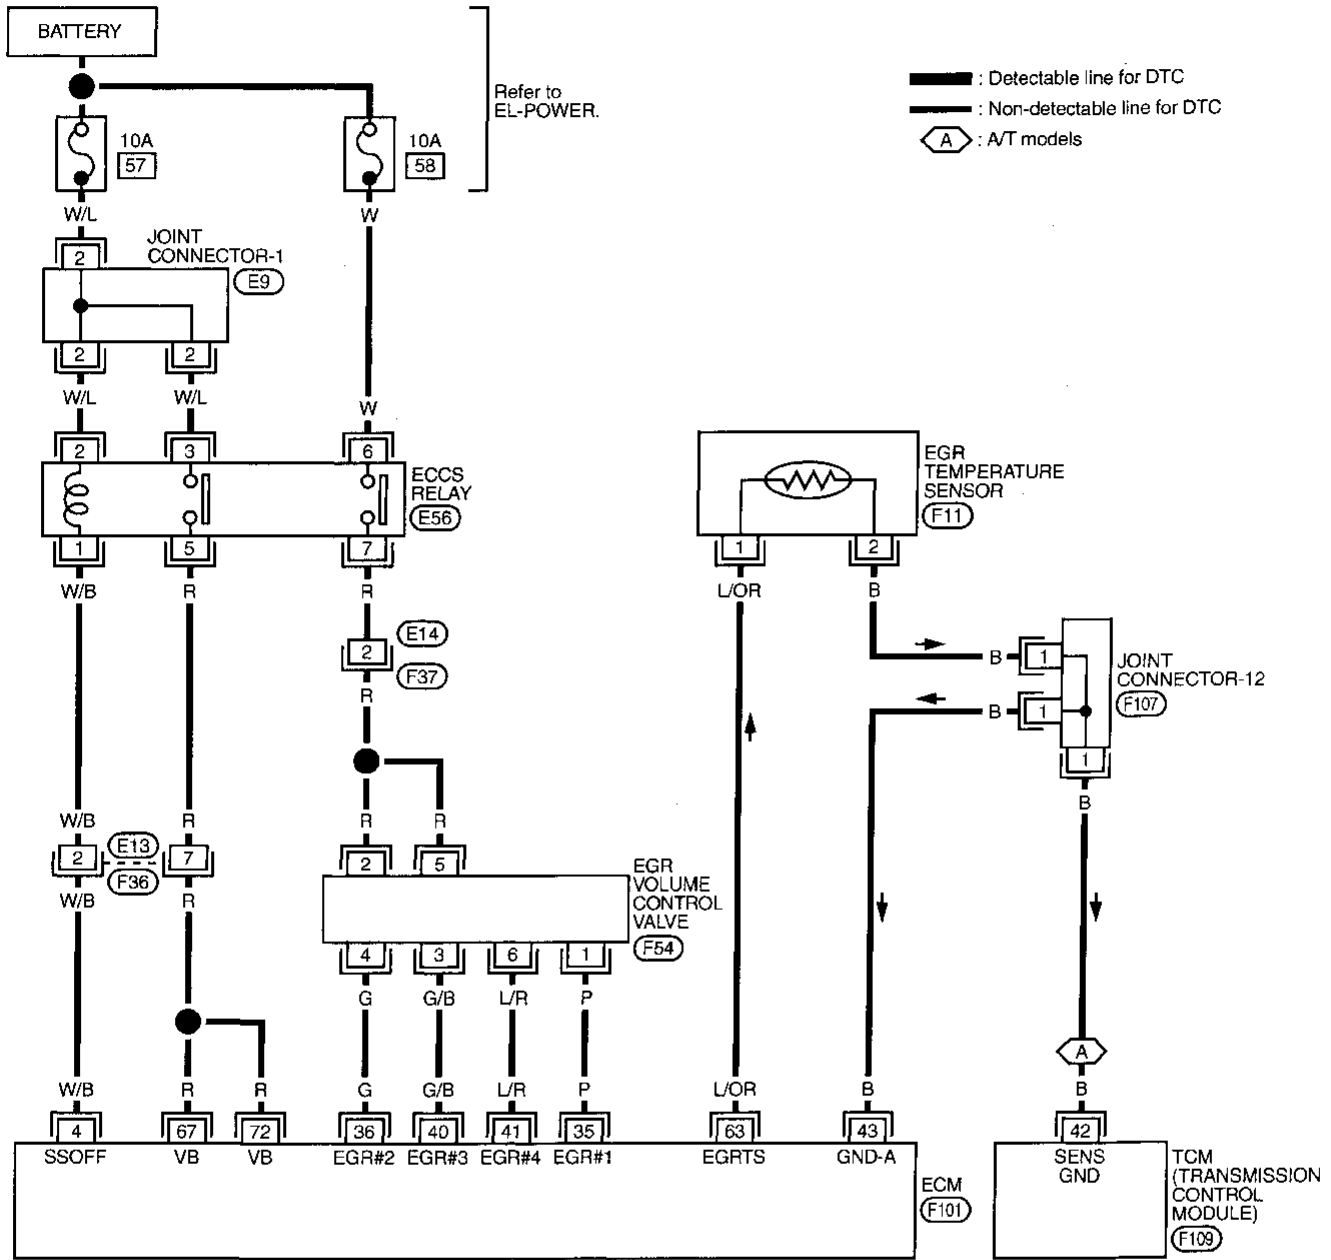 BATTERY
Refer to
EL-POWER.
: Detectable line for DTC
: Non-detectable line for DTC
A : A/T models
10A
57
10A
58
W/L
W
JOINT
CONNECTOR-1
E9
2
2
2
W/L
W/L
W
2
3
6
ECCS
RELAY
E56
1
5
7
W/B
R
R
E14
2
F37
R
EGR
TEMPERATURE
SENSOR
F11
1
2
L/OR
B
B
1
B
1
JOINT
CONNECTOR-12
F107
1
B
W/B
R
R
R
2
E13
7
F36
W/B
R
2
5
EGR
VOLUME
CONTROL
VALVE
F54
4
3
6
1
G
G/B
L/R
P
A
W/B
R
R
G
G/B
L/R
P
L/OR
B
B
4
67
72
36
40
41
35
63
43
42
SSOFF
VB
VB
EGR#2
EGR#3
EGR#4
EGR#1
EGRTS
GND-A
ECM
F101
SENS
GND
TCM
(TRANSMISSION
CONTROL
MODULE)
F109